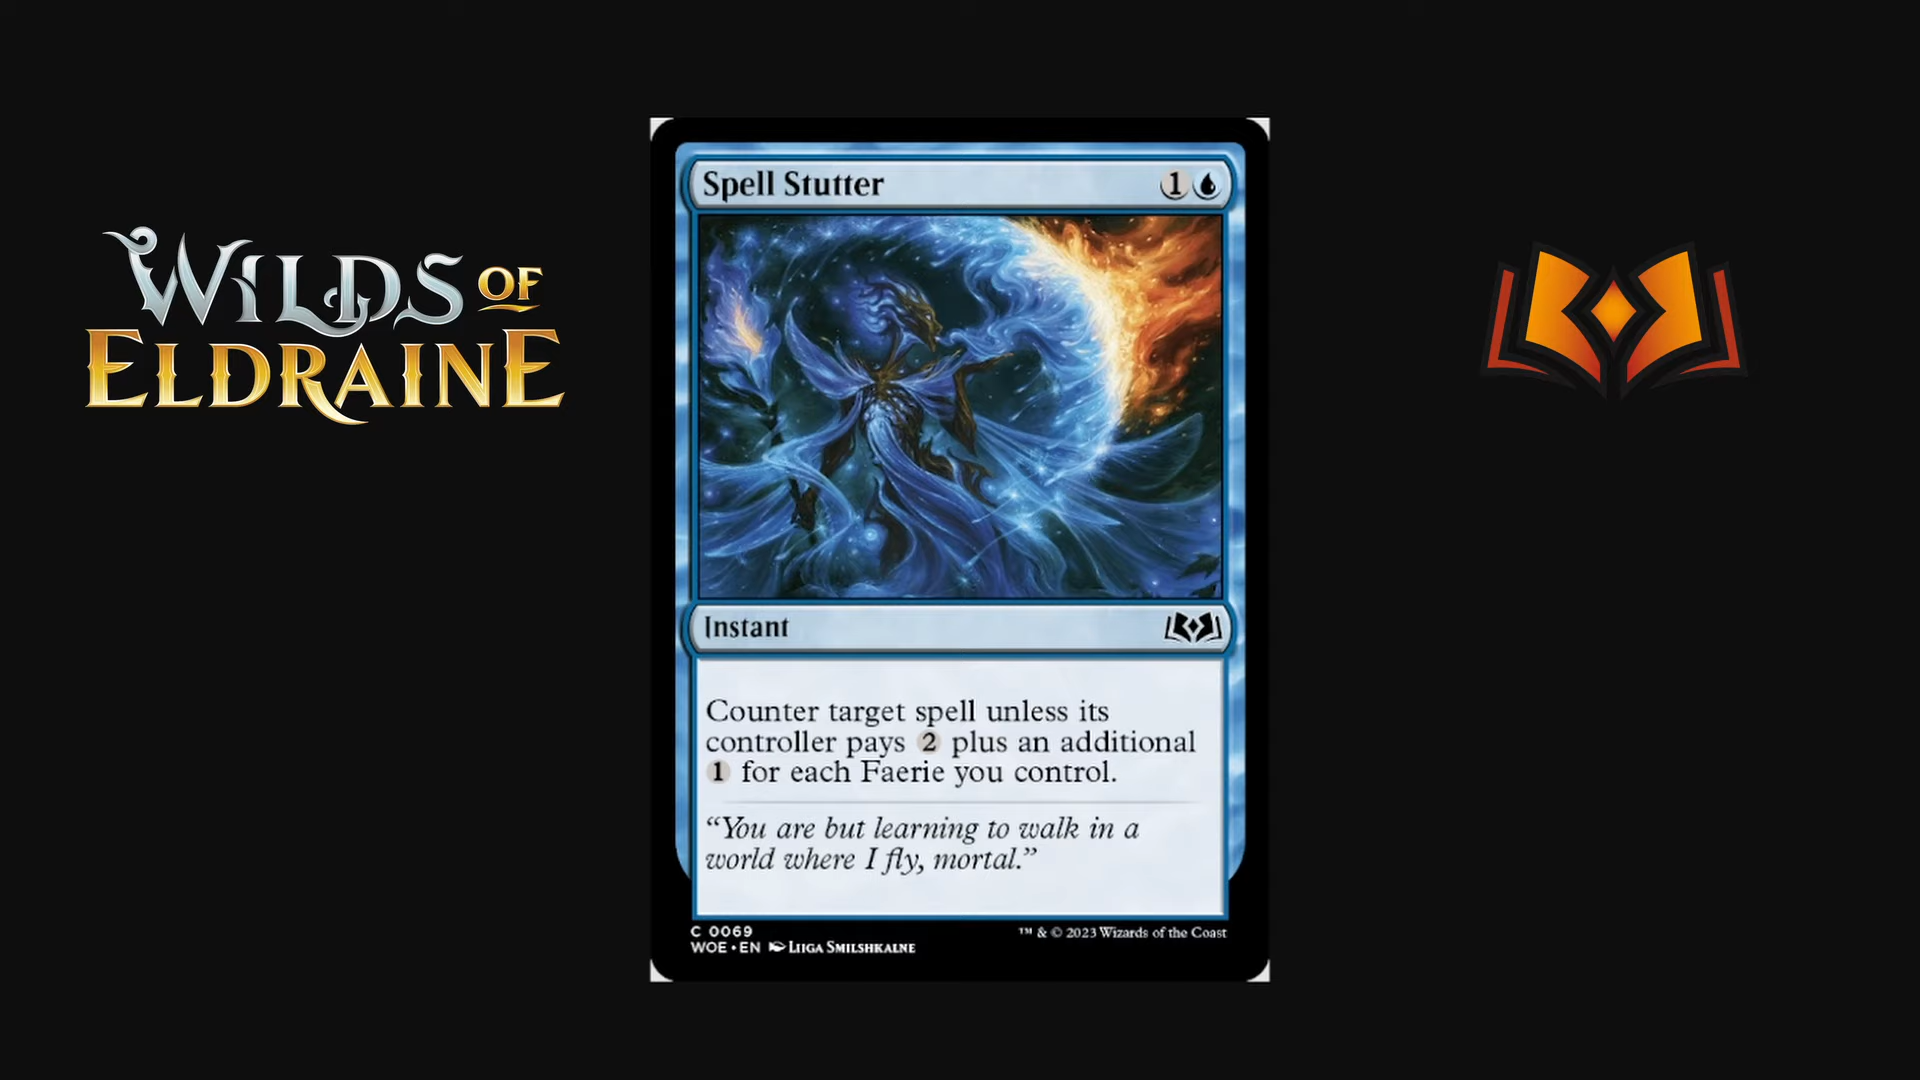 WILDS OF
ELDRAINE
Spell Stutter 1
Instant
Counter target spell unless its
controller pays 2 plus an additional
1 for each Faerie you control.
“You are but learning to walk in a
world where I fly, mortal.”
C 0069
WOE • EN LIIGA SMILSHKALNE
™ & © 2023 Wizards of the Coast